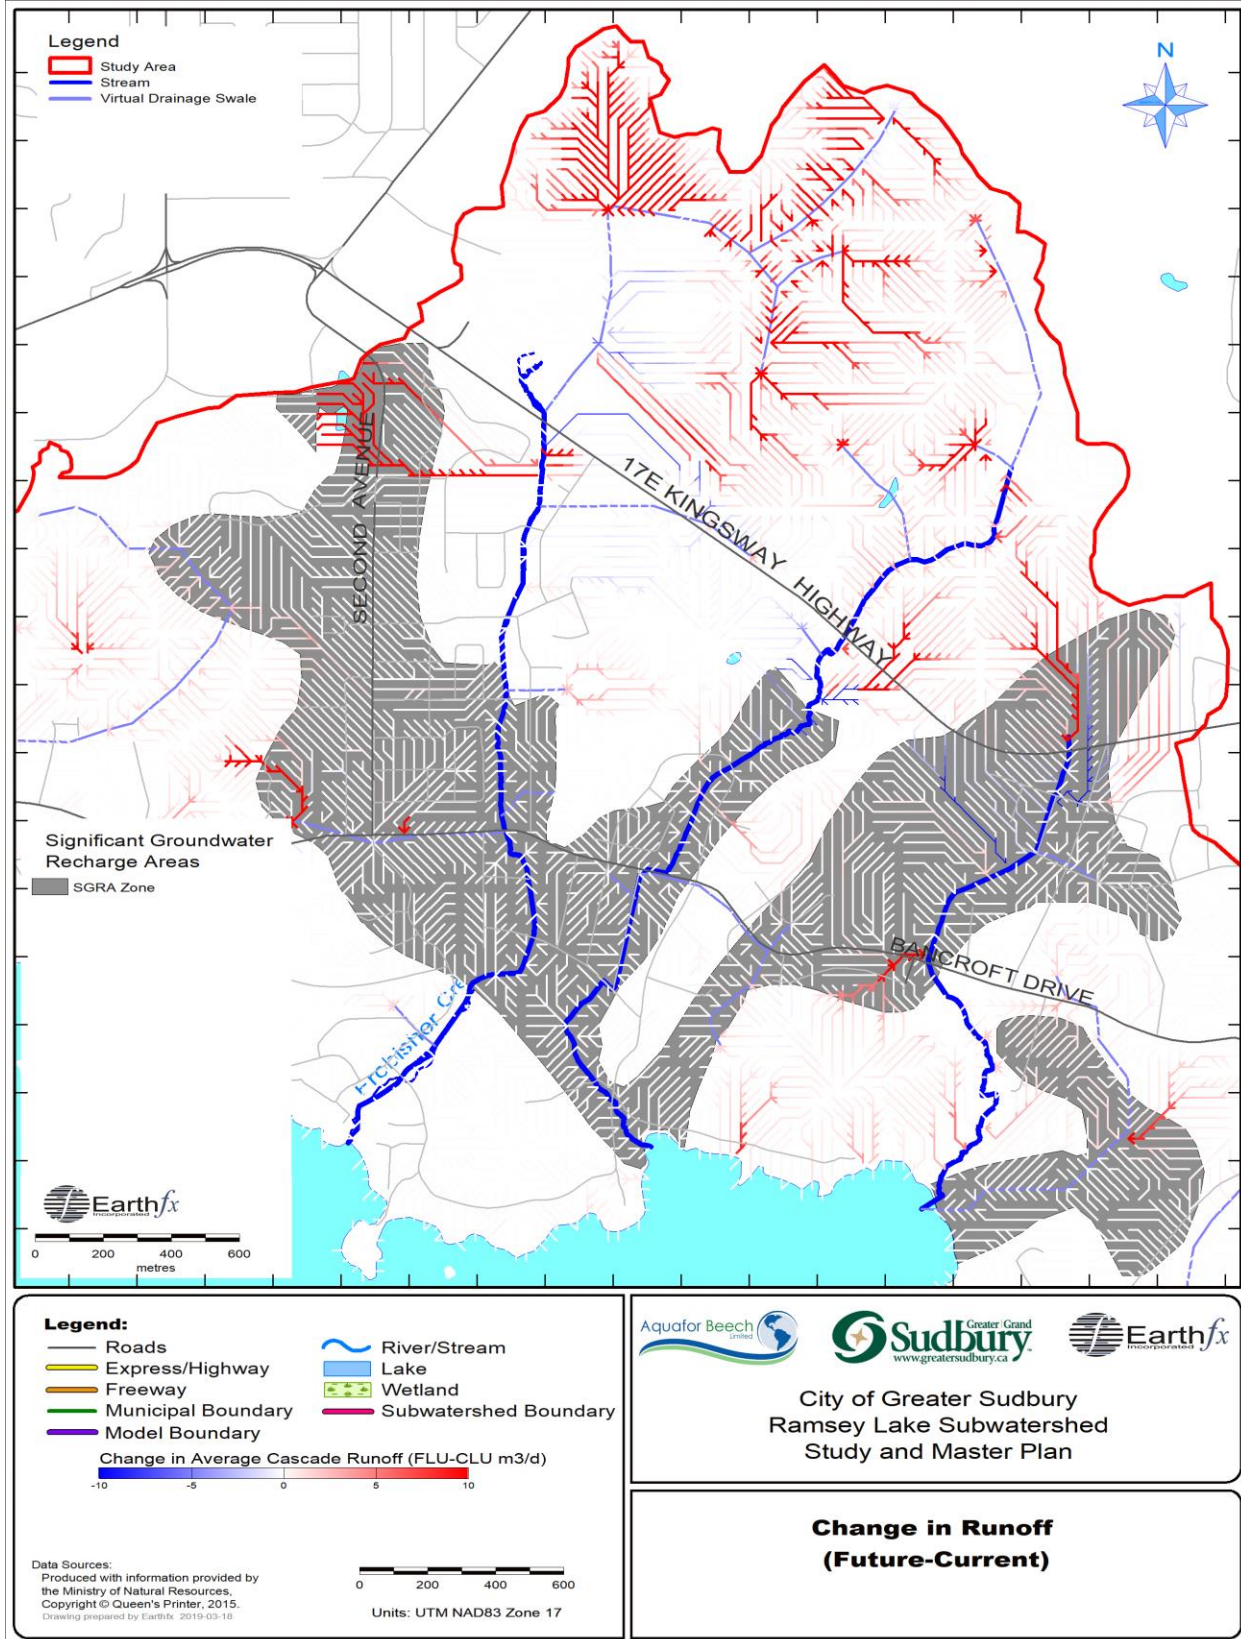 Legend
Study Area
Stream
Virtual Drainage Swale
N
SECOND AVENUE
17E KINGSWAY HIGHWAY
BANCROFT DRIVE
Frobisher Cre
Significant Groundwater
Recharge Areas
SGRA Zone
Earthfx
Incorporated
0 200 400 600
metres
Legend:
Roads
Express/Highway
Freeway
Municipal Boundary
Model Boundary
River/Stream
Lake
Wetland
Subwatershed Boundary
Change in Average Cascade Runoff (FLU-CLU m3/d)
-10 -5 0 5 10
Data Sources:
Produced with information provided by
the Ministry of Natural Resources,
Copyright © Queen's Printer, 2015.
Drawing prepared by Earthfx 2019-03-18
0 200 400 600
Units: UTM NAD83 Zone 17
Aquafor Beech
Limited
Greater Grand
Sudbury
www.greatersudbury.ca
Earthfx
Incorporated
City of Greater Sudbury
Ramsey Lake Subwatershed
Study and Master Plan
Change in Runoff
(Future-Current)